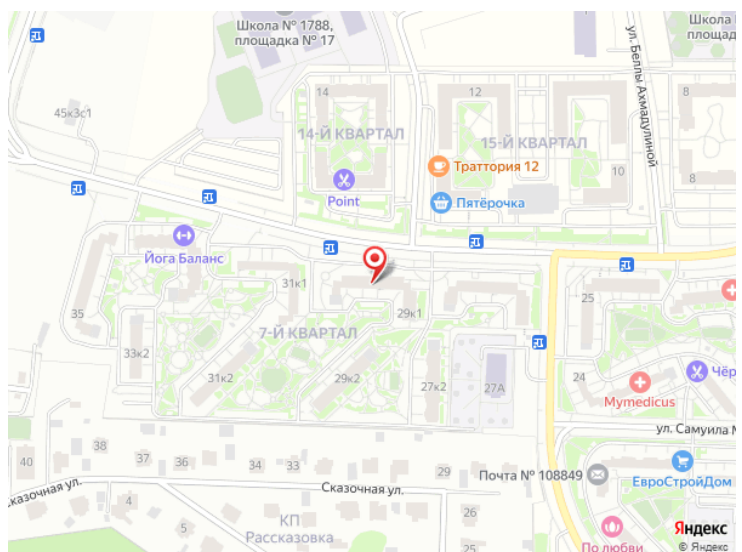 Школа № 1788,
площадка № 17
Школа №
площадка
ул. Беллы Ахмадулиной
45к3с1
14
12
8
14-Й КВАРТАЛ
15-Й КВАРТАЛ
Траттория 12
10
8
Point
Пятёрочка
Йога Баланс
31к1
25
35
29к1
7-Й КВАРТАЛ
33к2
31к2
29к2
27к2
27А
24
Чёр
Mymedicus
ул. Самуила М
38
40
37
36
34
33
29
Почта № 108849
ЕвроСтройДом
Сказочная ул.
Сказочная ул.
4
5
КП
Рассказовка
26
25
По любви
Яндекс
© Яндекс